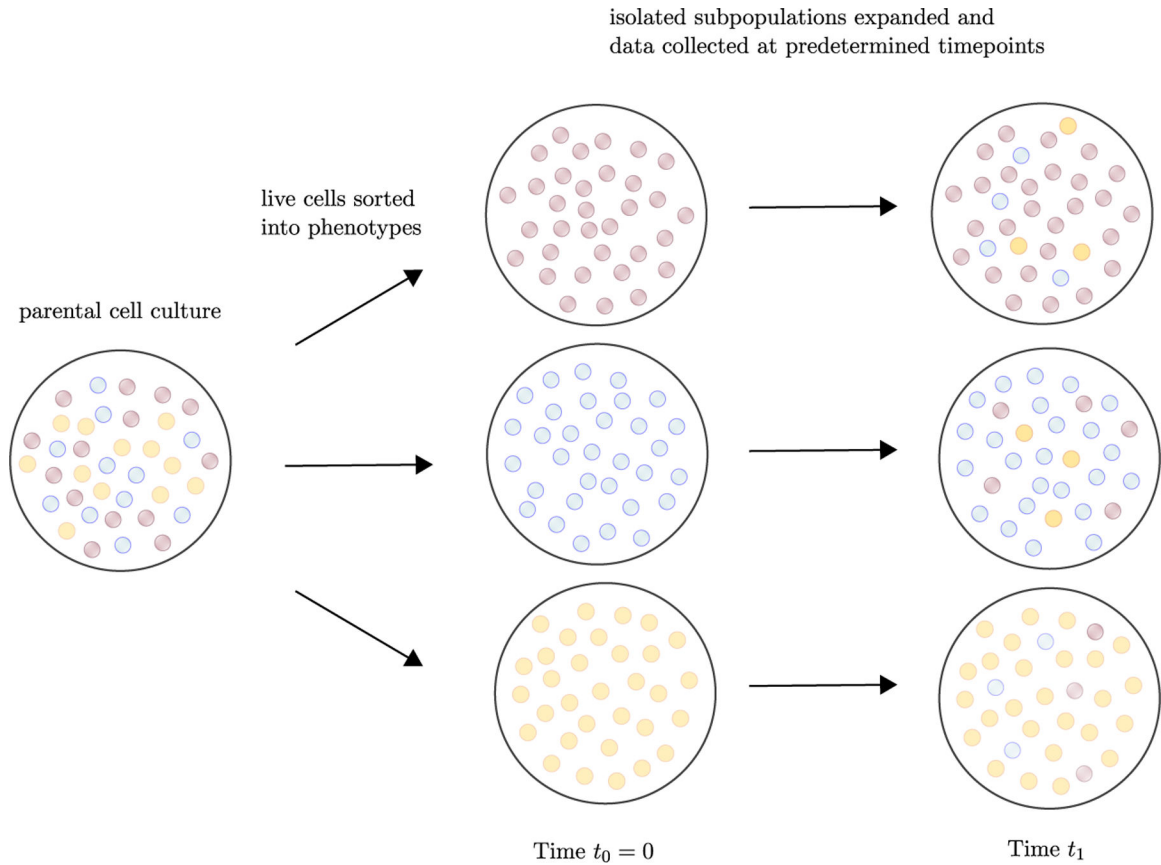 isolated subpopulations expanded and
data collected at predetermined timepoints
live cells sorted
into phenotypes
parental cell culture
Time t₀ = 0
Time t₁